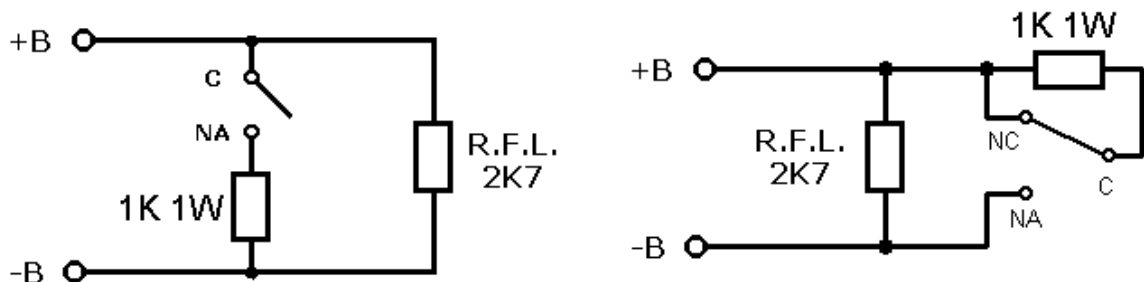 +B
C
NA
1K 1W
R.F.L.
2K7
-B
1K 1W
+B
NC
R.F.L.
2K7
C
NA
-B